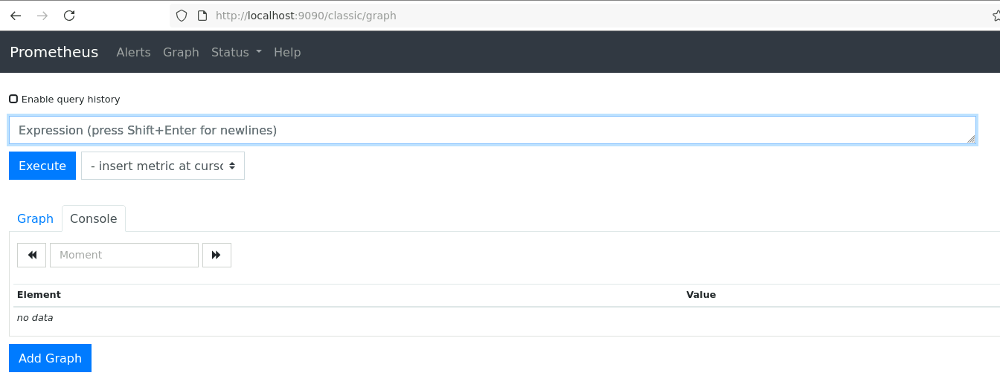 http://localhost:9090/classic/graph
Prometheus Alerts Graph Status Help
Enable query history
Expression (press Shift+Enter for newlines)
Execute - insert metric at curso
Graph Console
Moment
Element Value
no data
Add Graph